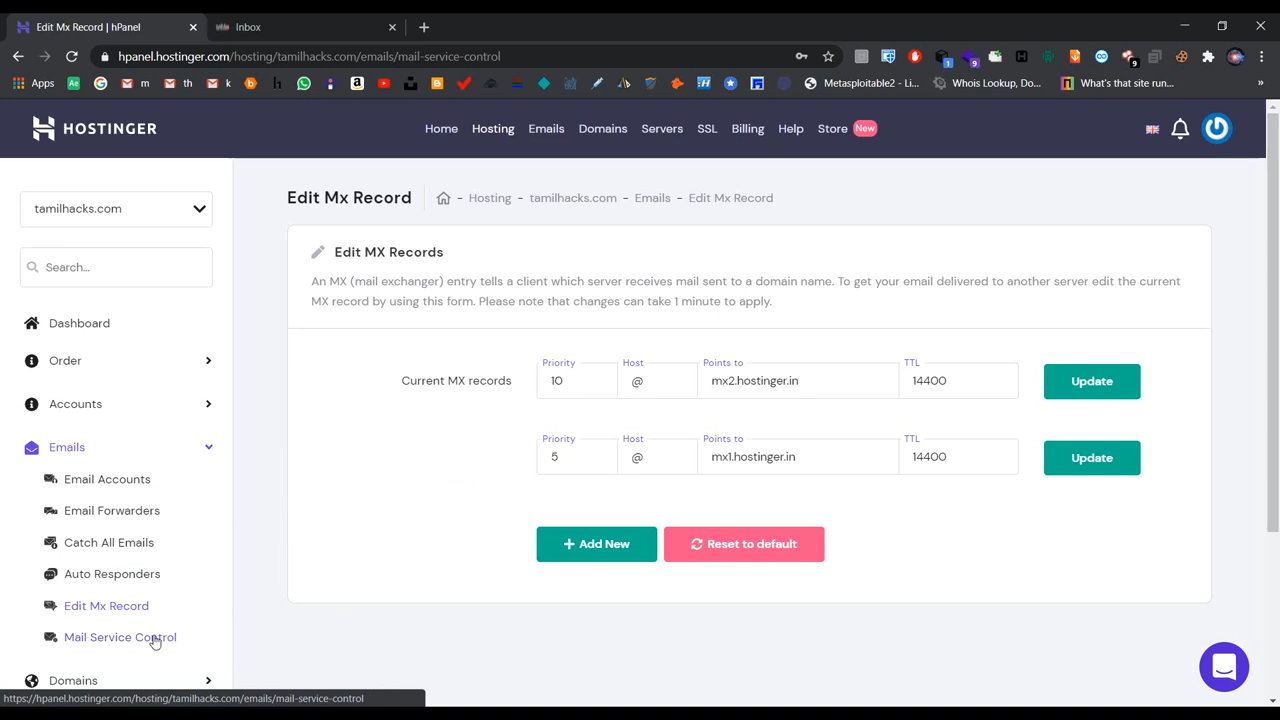 Edit Mx Record | hPanel
Inbox
hpanel.hostinger.com/hosting/tamilhacks.com/emails/mail-service-control
Apps
m
th
k
Metasploitable2 - Li...
Whois Lookup, Do...
What's that site run...
HOSTINGER
Home
Hosting
Emails
Domains
Servers
SSL
Billing
Help
Store New
tamilhacks.com
Search...
Dashboard
Order
Accounts
Emails
Email Accounts
Email Forwarders
Catch All Emails
Auto Responders
Edit Mx Record
Mail Service Control
Domains
https://hpanel.hostinger.com/hosting/tamilhacks.com/emails/mail-service-control
Edit Mx Record
- Hosting - tamilhacks.com - Emails - Edit Mx Record
Edit MX Records
An MX (mail exchanger) entry tells a client which server receives mail sent to a domain name. To get your email delivered to another server edit the current
MX record by using this form. Please note that changes can take 1 minute to apply.
Priority Host Points to TTL
Current MX records 10 @ mx2.hostinger.in 14400 Update
Priority Host Points to TTL
5 @ mx1.hostinger.in 14400 Update
+ Add New
Reset to default